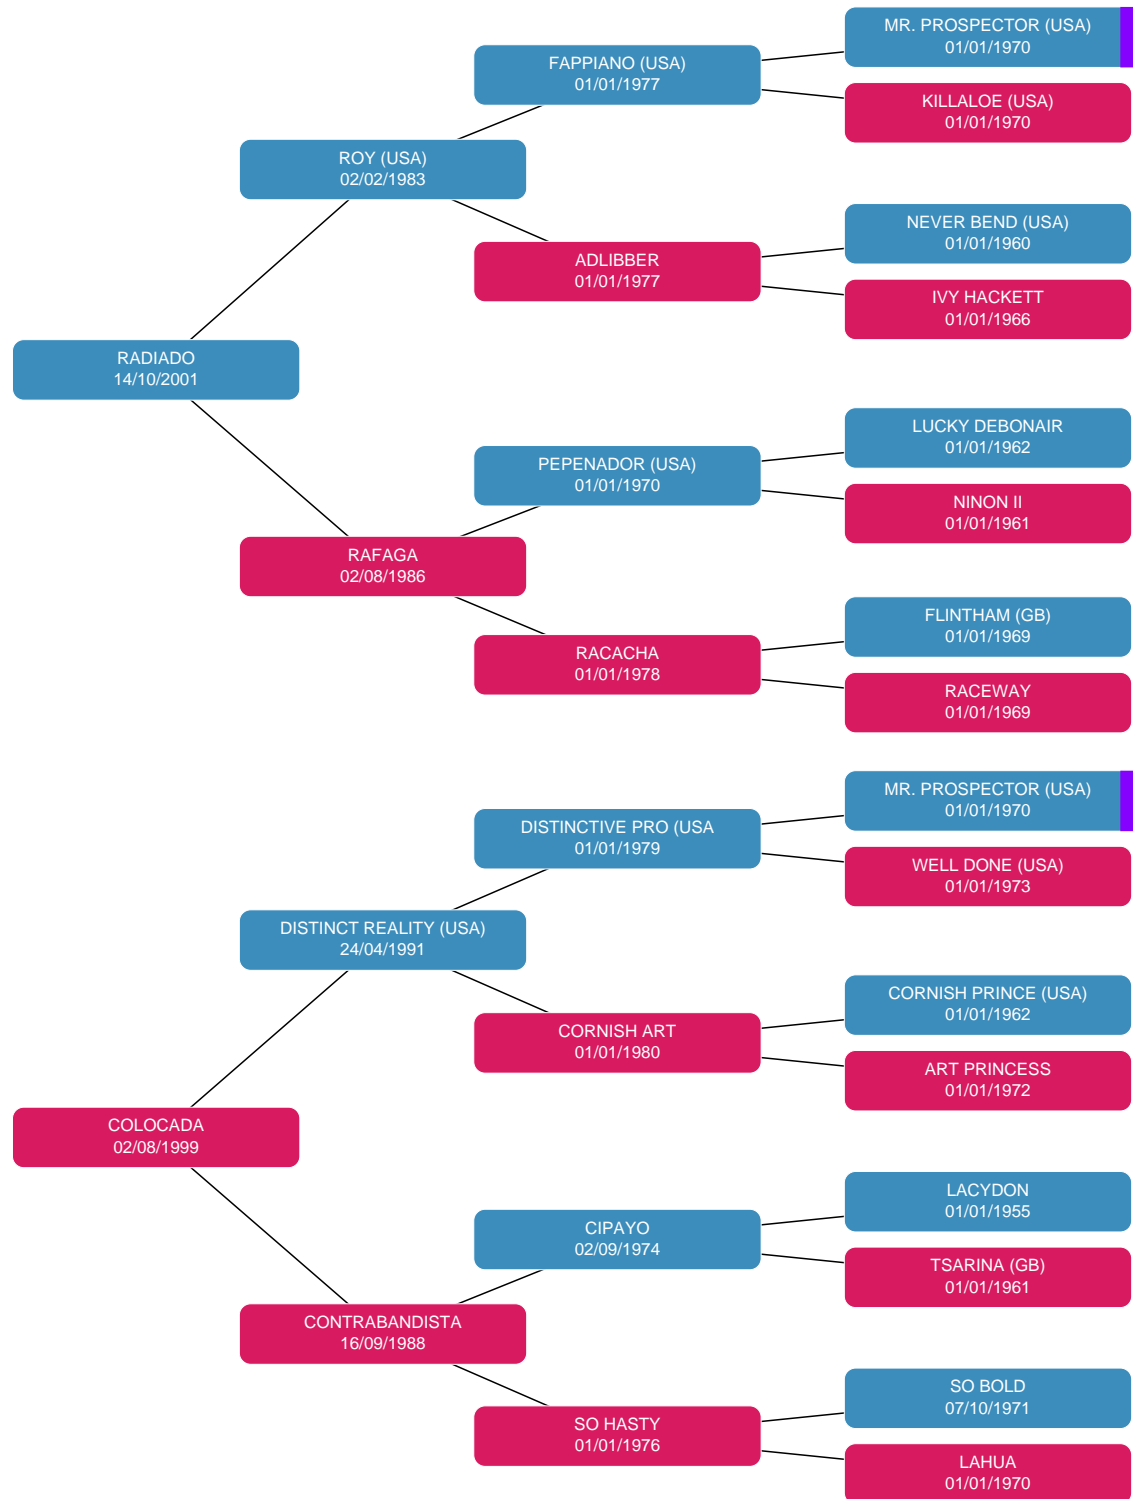 MR. PROSPECTOR (USA)
01/01/1970
FAPPIANO (USA)
01/01/1977
KILLALOE (USA)
01/01/1970
ROY (USA)
02/02/1983
NEVER BEND (USA)
01/01/1960
ADLIBBER
01/01/1977
IVY HACKETT
01/01/1966
RADIADO
14/10/2001
LUCKY DEBONAIR
01/01/1962
PEPENADOR (USA)
01/01/1970
NINON II
01/01/1961
RAFAGA
02/08/1986
FLINTHAM (GB)
01/01/1969
RACACHA
01/01/1978
RACEWAY
01/01/1969
MR. PROSPECTOR (USA)
01/01/1970
DISTINCTIVE PRO (USA
01/01/1979
WELL DONE (USA)
01/01/1973
DISTINCT REALITY (USA)
24/04/1991
CORNISH PRINCE (USA)
01/01/1962
CORNISH ART
01/01/1980
ART PRINCESS
01/01/1972
COLOCADA
02/08/1999
LACYDON
01/01/1955
CIPAYO
02/09/1974
TSARINA (GB)
01/01/1961
CONTRABANDISTA
16/09/1988
SO BOLD
07/10/1971
SO HASTY
01/01/1976
LAHUA
01/01/1970